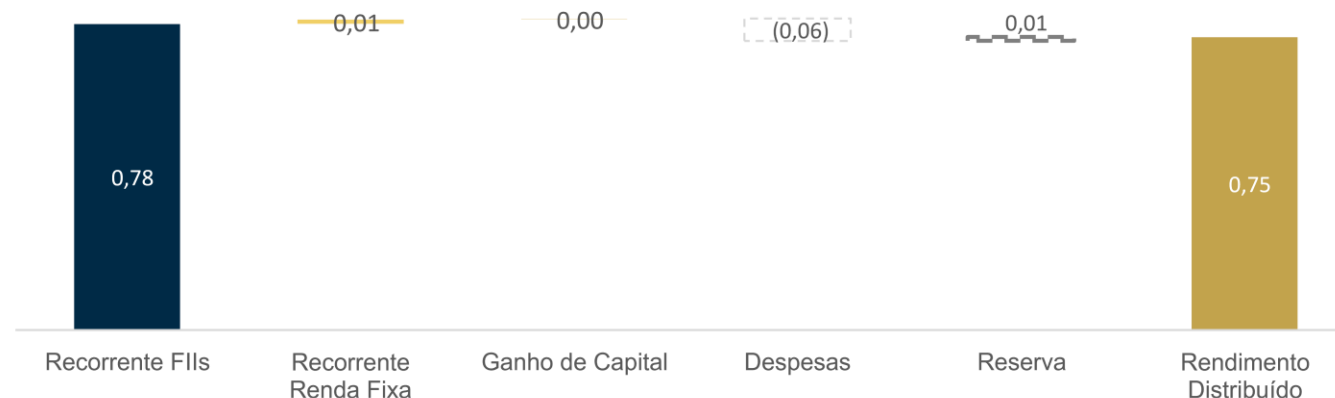 0,01
0,00
(0,06)
0,01
0,78
0,75
Recorrente FIIs
Recorrente
Renda Fixa
Ganho de Capital
Despesas
Reserva
Rendimento
Distribuído